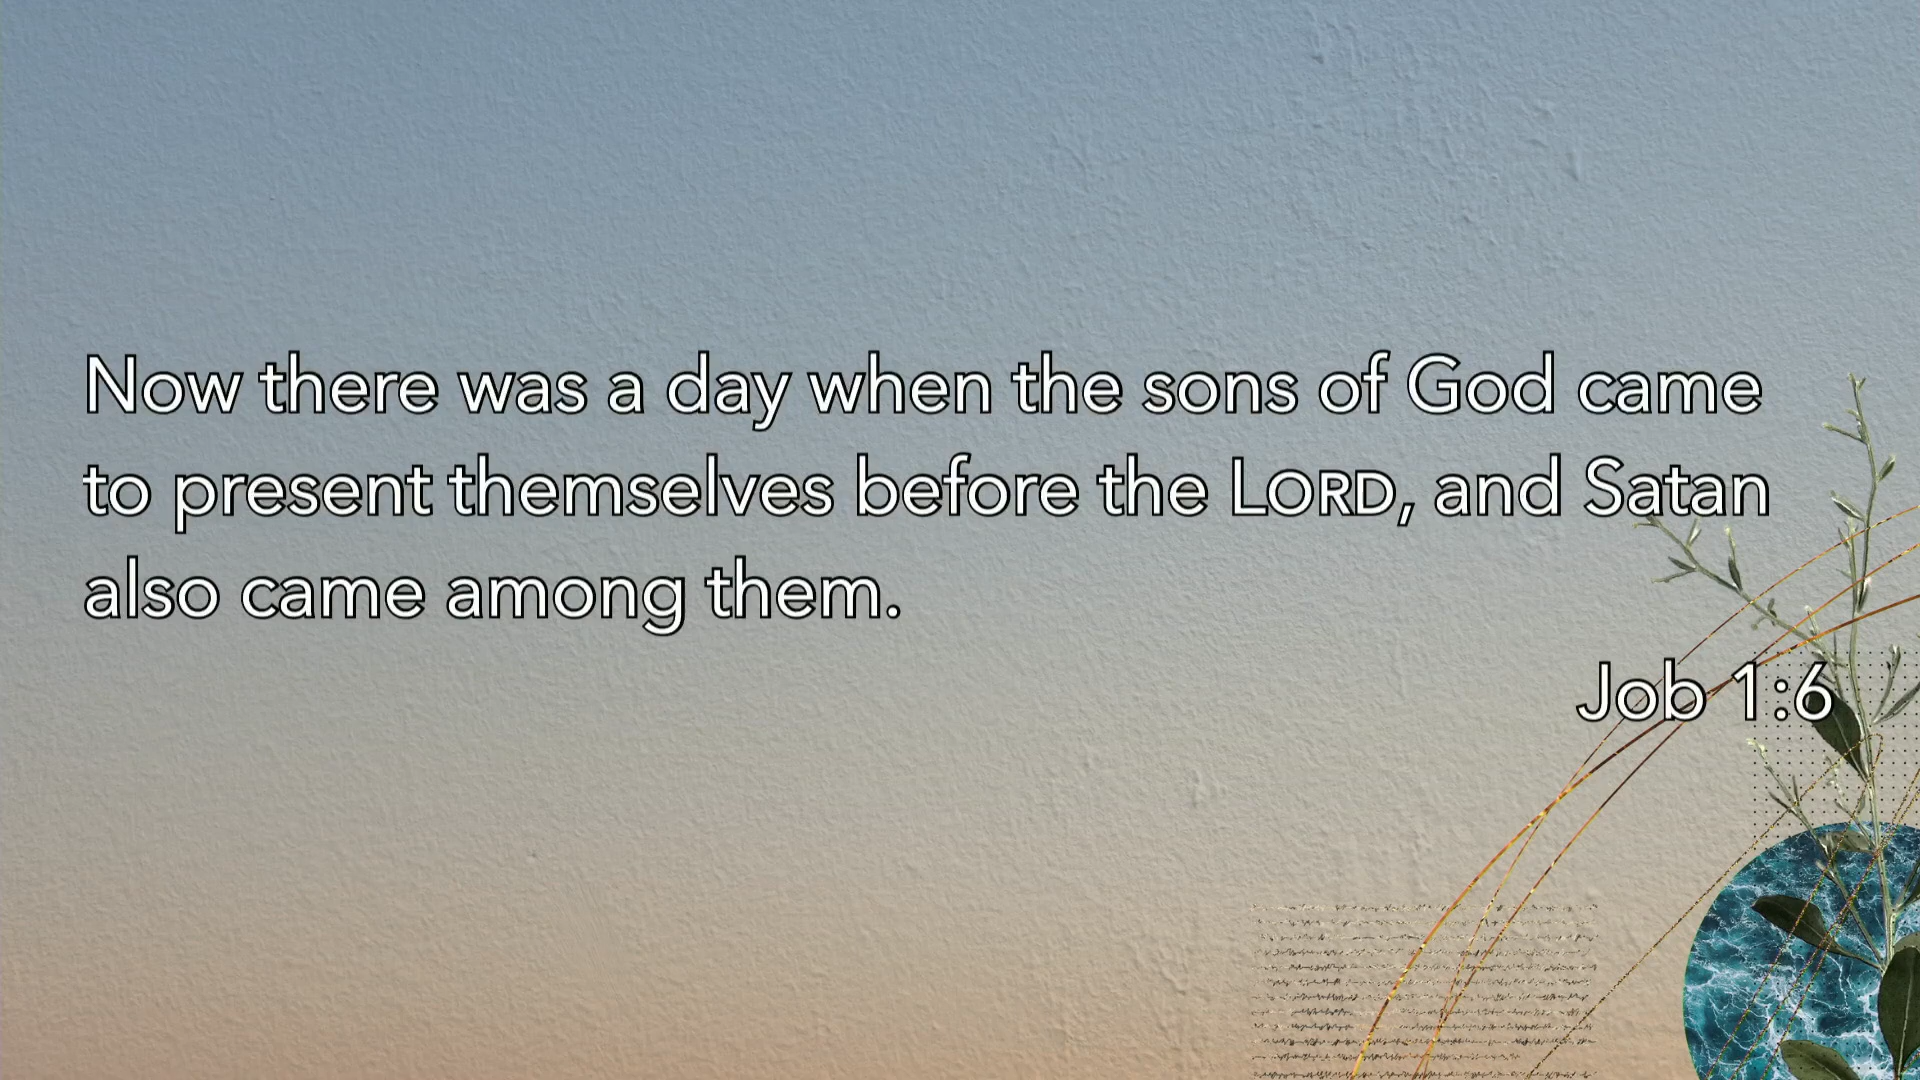 Now there was a day when the sons of God came
to present themselves before the LORD, and Satan
also came among them.
Job 1:6